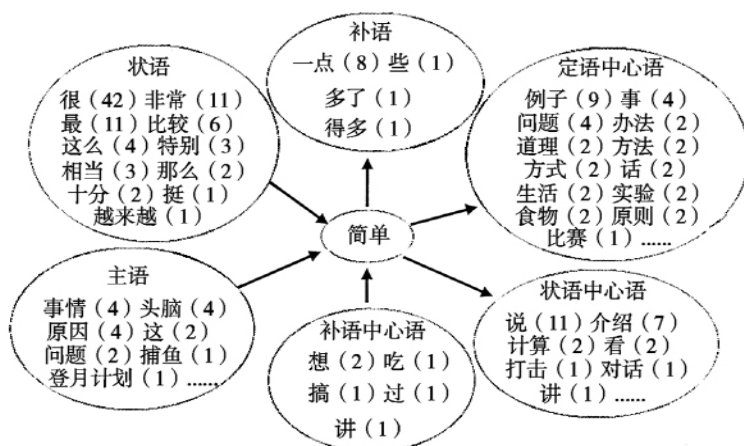 状语
很（42）非常（11）
最（11）比较（6）
这么（4）特别（3）
相当（3）那么（2）
十分（2）挺（1）
越来越（1）
补语
一点（8）些（1）
多了（1）
得多（1）
定语中心语
例子（9）事（4）
问题（4）办法（2）
道理（2）方法（2）
方式（2）话（2）
生活（2）实验（2）
食物（2）原则（2）
比赛（1）......
简单
主语
事情（4）头脑（4）
原因（4）这（2）
问题（2）捕鱼（1）
登月计划（1）......
补语中心语
想（2）吃（1）
搞（1）过（1）
讲（1）
状语中心语
说（11）介绍（7）
计算（2）看（2）
打击（1）对话（1）
讲（1）......